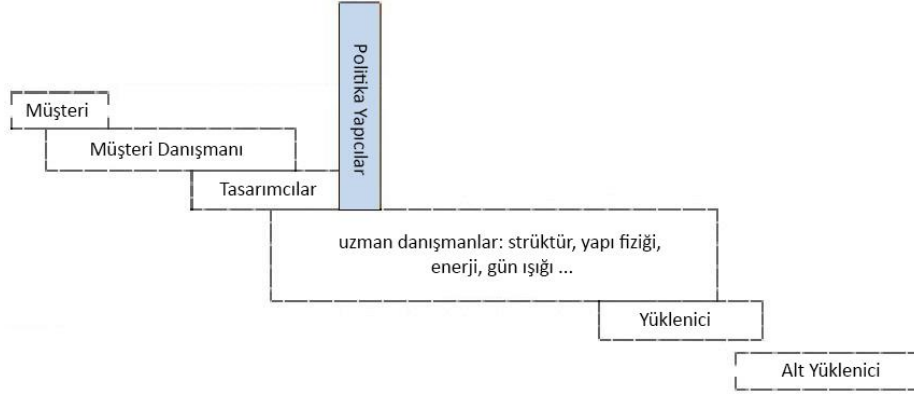 Politika Yapıcılar
Müşteri
Müşteri Danışmanı
Tasarımcılar
uzman danışmanlar: strüktür, yapı fiziği,
enerji, gün ışığı ...
Yüklenici
Alt Yüklenici